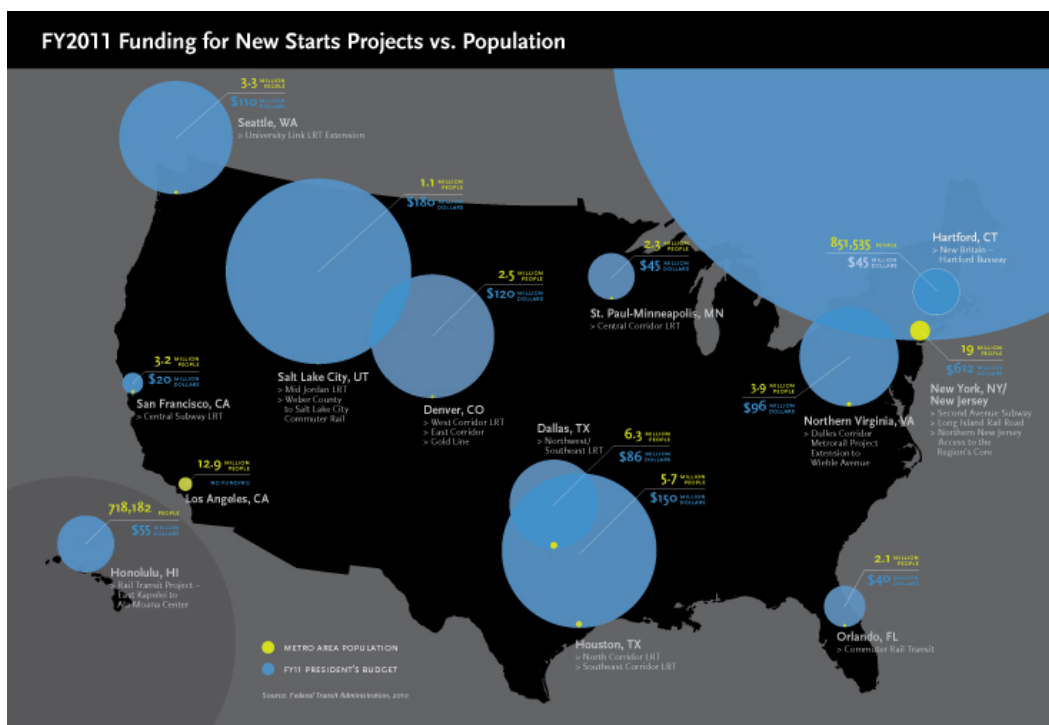 FY2011 Funding for New Starts Projects vs. Population
3.3 MILLION PEOPLE
$110 MILLION DOLLARS
Seattle, WA
> University Link LRT Extension
1.1 MILLION PEOPLE
$180 MILLION DOLLARS
Salt Lake City, UT
> Mid Jordan LRT
> Weber County
to Salt Lake City
Commuter Rail
2.5 MILLION PEOPLE
$120 MILLION DOLLARS
Denver, CO
> West Corridor LRT
> East Corridor
> Gold Line
2.3 MILLION PEOPLE
$45 MILLION DOLLARS
St. Paul-Minneapolis, MN
> Central Corridor LRT
851,535 PEOPLE
$45 MILLION DOLLARS
Hartford, CT
> New Britain –
Hartford Busway
3.2 MILLION PEOPLE
$20 MILLION DOLLARS
San Francisco, CA
> Central Subway LRT
12.9 MILLION PEOPLE
NO FUNDING
Los Angeles, CA
3.9 MILLION PEOPLE
$96 MILLION DOLLARS
Northern Virginia, VA
> Dulles Corridor
Metrorail Project
Extension to
Wiehle Avenue
19 MILLION PEOPLE
$612 MILLION DOLLARS
New York, NY/
New Jersey
> Second Avenue Subway
> Long Island Rail Road
> Northern New Jersey
Access to the
Region's Core
6.3 MILLION PEOPLE
$86 MILLION DOLLARS
Dallas, TX
> Northwest/
Southeast LRT
5.7 MILLION PEOPLE
$150 MILLION DOLLARS
Houston, TX
> North Corridor LRT
> Southeast Corridor LRT
718,182 PEOPLE
$55 MILLION DOLLARS
Honolulu, HI
> Rail Transit Project –
East Kapolei to
Ala Moana Center
2.1 MILLION PEOPLE
$40 MILLION DOLLARS
Orlando, FL
> Commuter Rail Transit
METRO AREA POPULATION
FY11 PRESIDENT'S BUDGET
Source: Federal Transit Administration, 2010